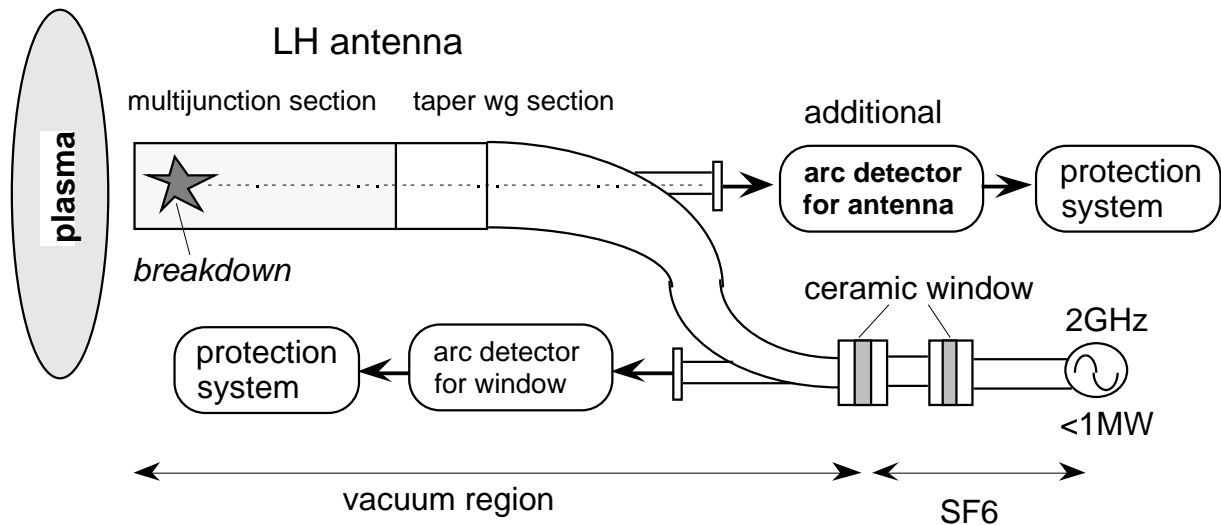 LH antenna
multijunction section
taper wg section
plasma
breakdown
additional
arc detector
for antenna
protection
system
ceramic window
2GHz
<1MW
protection
system
arc detector
for window
vacuum region
SF6